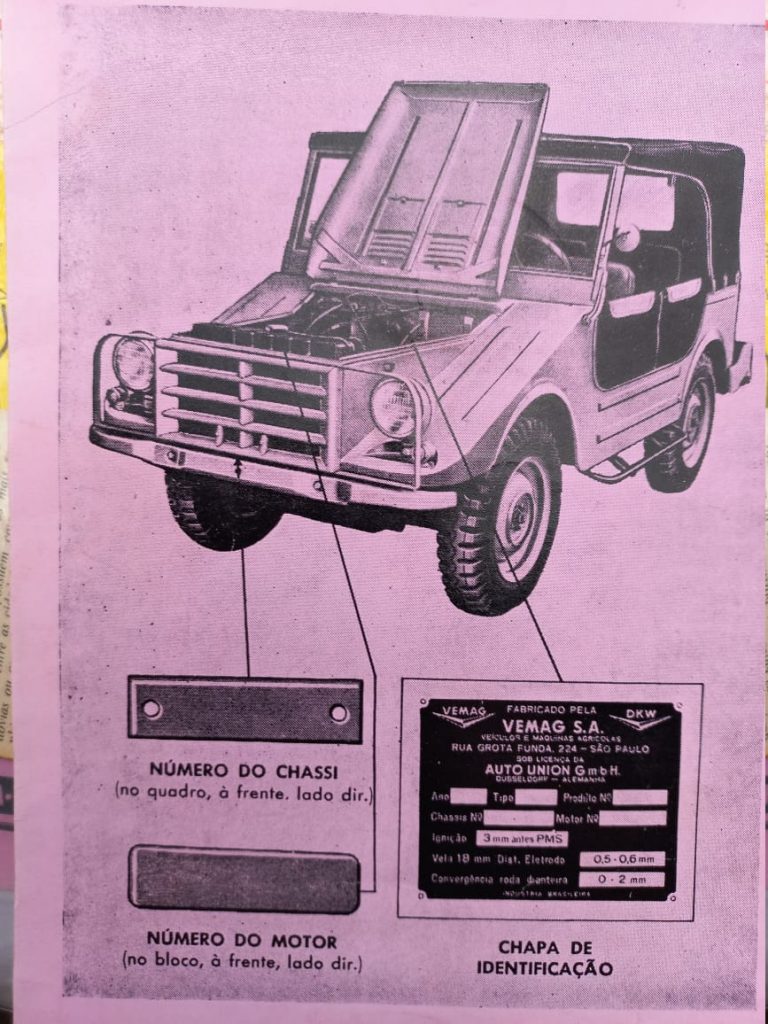 NÚMERO DO CHASSI
(no quadro, à frente. lado dir.)
NÚMERO DO MOTOR
(no bloco, à frente, lado dir.)
VEMAG
FABRICADO PELA
DKW
VEMAG S.A.
VEÍCULOS E MÁQUINAS AGRÍCOLAS
RUA GROTA FUNDA, 224 - SÃO PAULO
SOB LICENÇA DA
AUTO UNION GmbH.
DUSSELDORF - ALEMANHA
Ano Tipo Prodúto Nº
Chassis Nº Motor Nº
Ignição 3 mm antes PMS
Vela 18 mm Dist. Eletrodo 0,5 - 0,6 mm
Convergência roda dianteira 0 - 2 mm
INDÚSTRIA BRASILEIRA
CHAPA DE
IDENTIFICAÇÃO